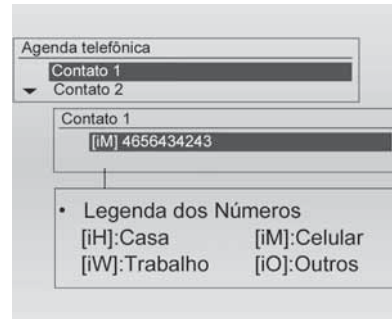 Agenda telefônica
Contato 1
Contato 2
Contato 1
[iM] 4656434243
• Legenda dos Números
[iH]:Casa [iM]:Celular
[iW]:Trabalho [iO]:Outros